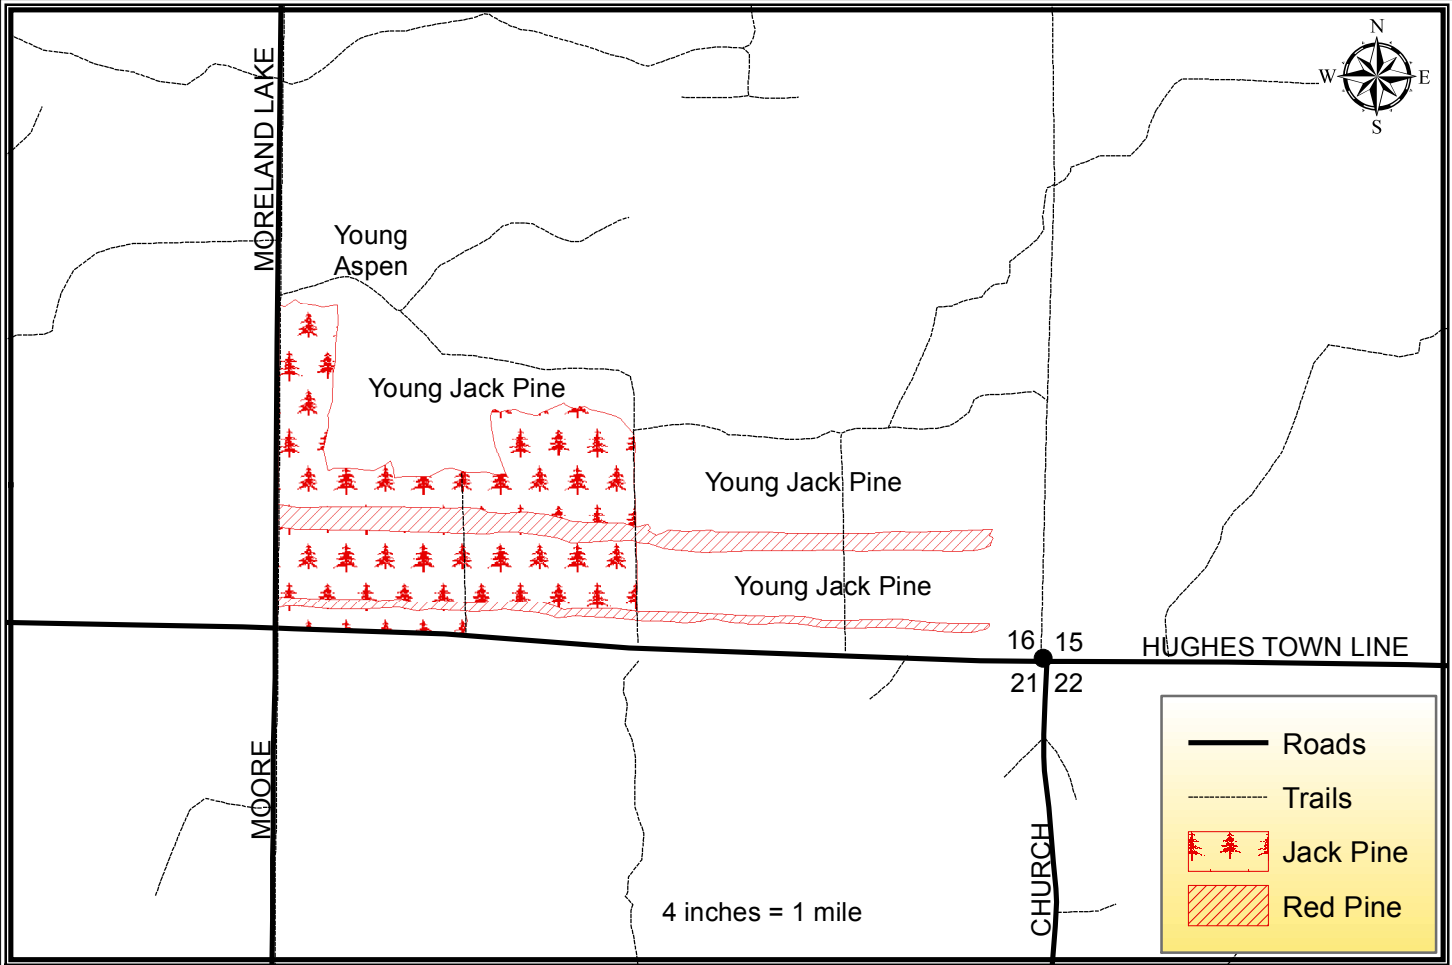 N
W
E
S
MORELAND LAKE
Young
Aspen
Young Jack Pine
Young Jack Pine
Young Jack Pine
16 15
21 22
HUGHES TOWN LINE
MOORE
CHURCH
4 inches = 1 mile
Roads
Trails
Jack Pine
Red Pine